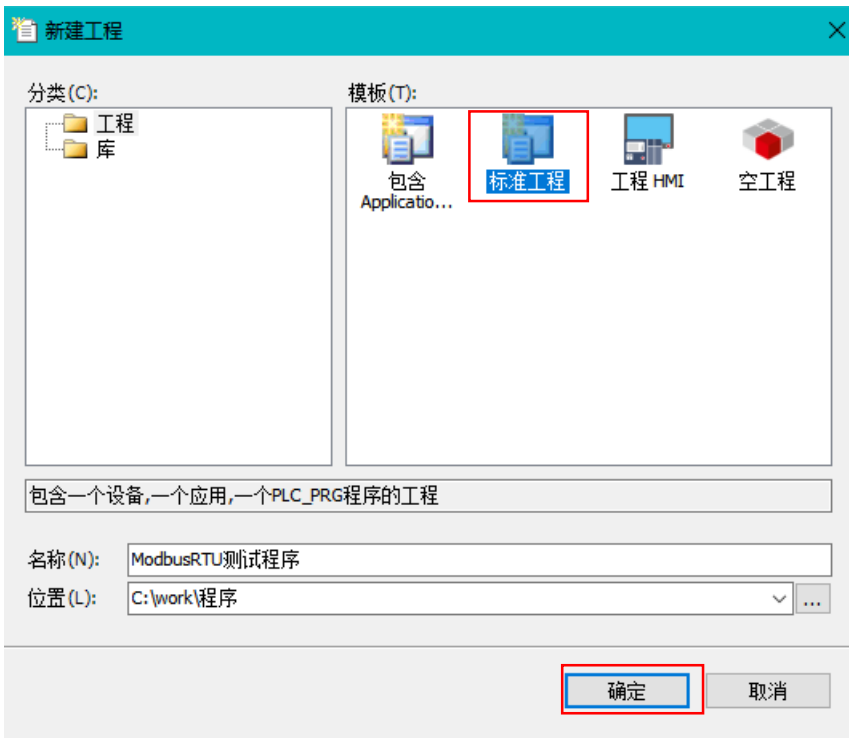 新建工程
分类(C):
模板(T):
工程
库
包含
Applicatio...
标准工程
工程 HMI
空工程
包含一个设备,一个应用,一个PLC_PRG程序的工程
名称(N):
ModbusRTU测试程序
位置(L):
C:\work\程序
...
确定
取消